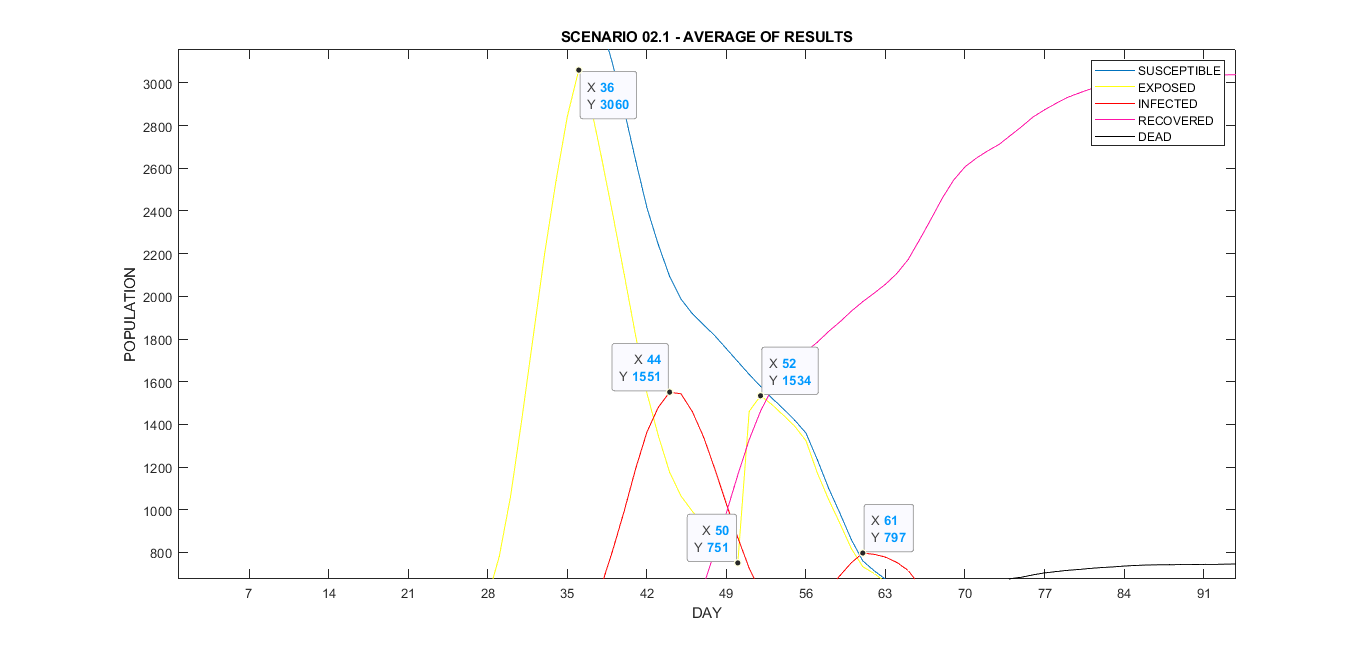 SCENARIO 02.1 - AVERAGE OF RESULTS
SUSCEPTIBLE
EXPOSED
INFECTED
RECOVERED
DEAD
X 36
Y 3060
X 44
Y 1551
X 52
Y 1534
X 50
Y 751
X 61
Y 797
POPULATION
3000
2800
2600
2400
2200
2000
1800
1600
1400
1200
1000
800
7 14 21 28 35 42 49 56 63 70 77 84 91
DAY